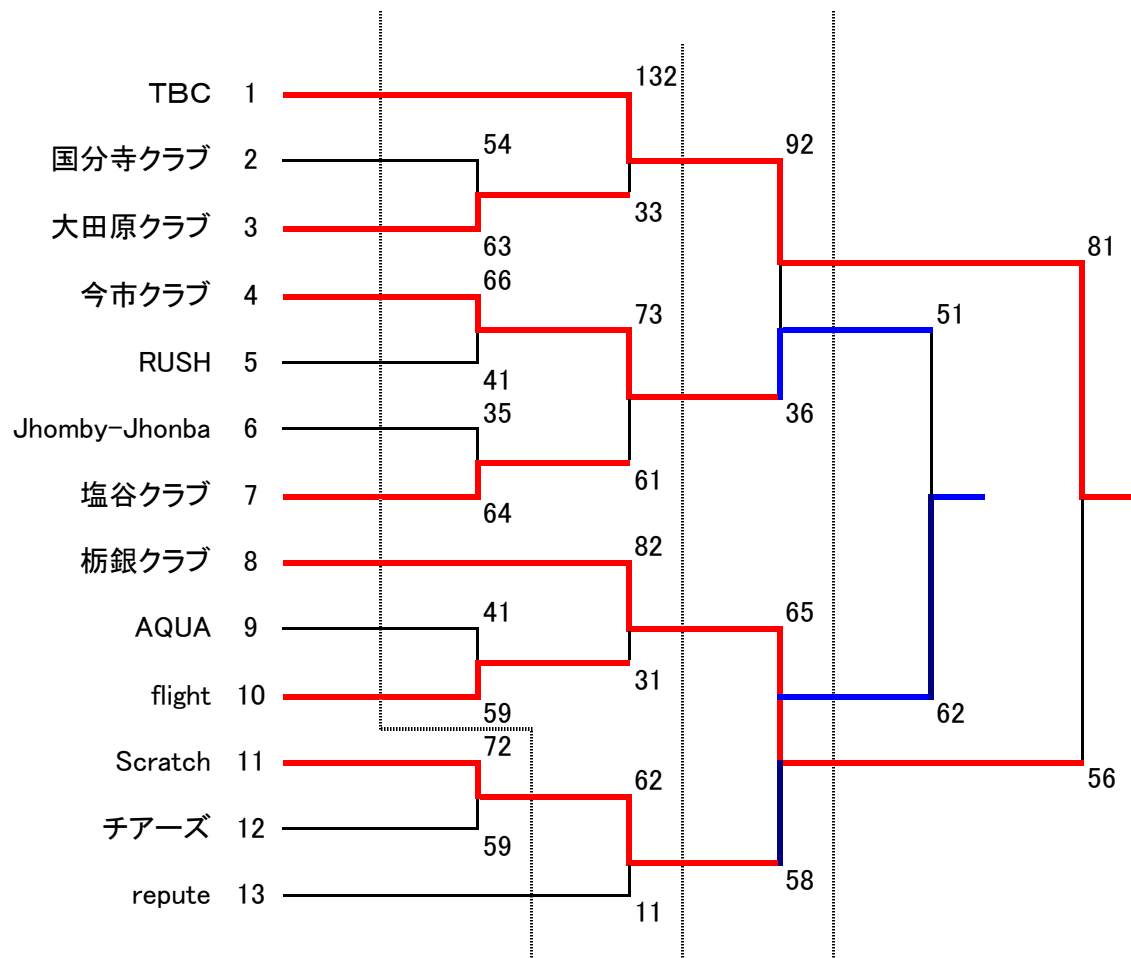 132
TBC 1
54 92
国分寺クラブ 2
33
大田原クラブ 3
63 81
66
今市クラブ 4
73 51
RUSH 5
41
35 36
Jhomby-Jhonba 6
61
塩谷クラブ 7
64
82
栃銀クラブ 8
41 65
AQUA 9
31
flight 10
59 62
72
Scratch 11
62 56
チアーズ 12
59
58
repute 13
11